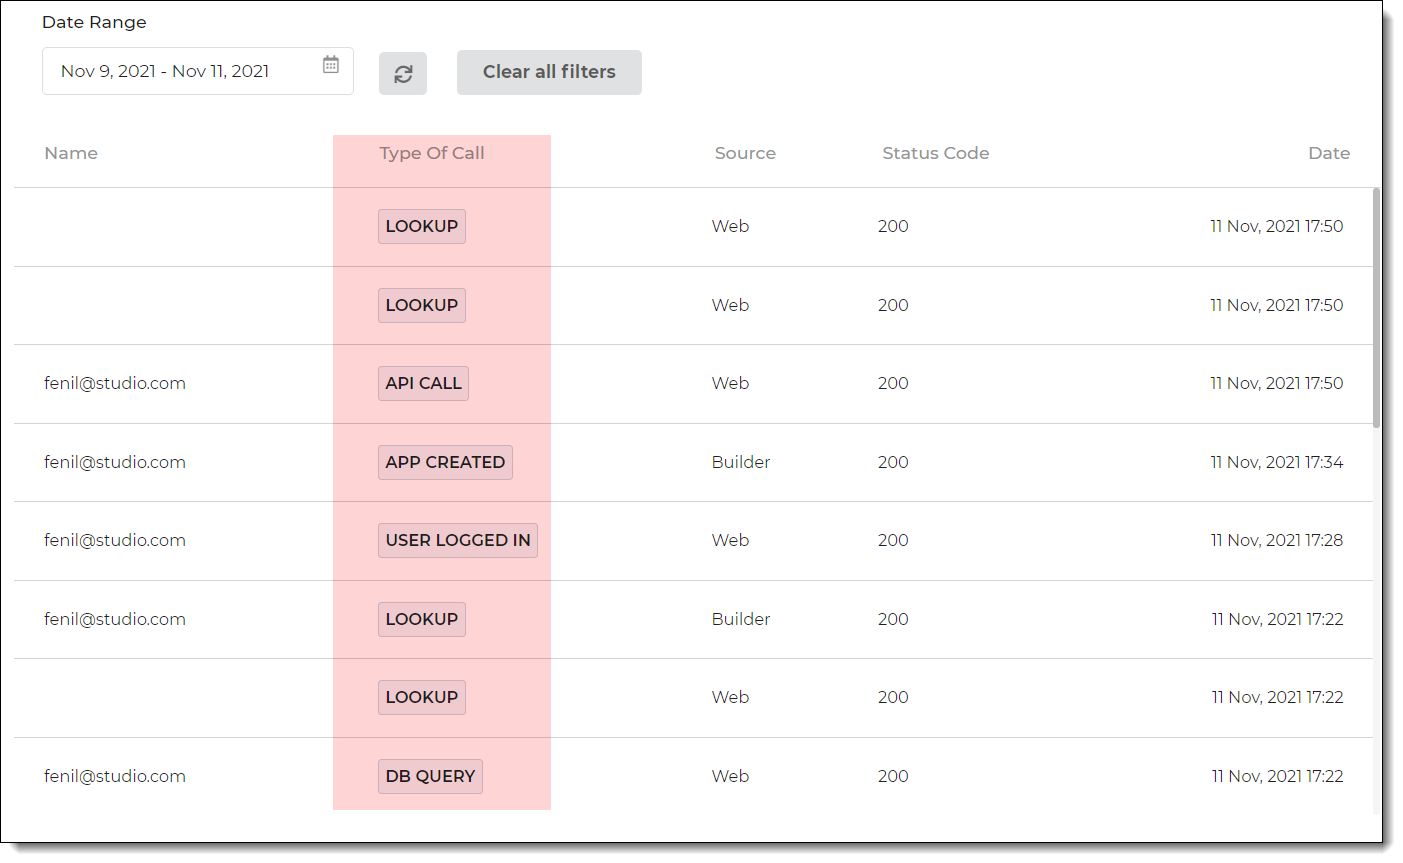 Date Range
Nov 9, 2021 - Nov 11, 2021 Clear all filters
Name Type Of Call Source Status Code Date
LOOKUP Web 200 11 Nov, 2021 17:50
LOOKUP Web 200 11 Nov, 2021 17:50
fenil@studio.com API CALL Web 200 11 Nov, 2021 17:50
fenil@studio.com APP CREATED Builder 200 11 Nov, 2021 17:34
fenil@studio.com USER LOGGED IN Web 200 11 Nov, 2021 17:28
fenil@studio.com LOOKUP Builder 200 11 Nov, 2021 17:22
LOOKUP Web 200 11 Nov, 2021 17:22
fenil@studio.com DB QUERY Web 200 11 Nov, 2021 17:22